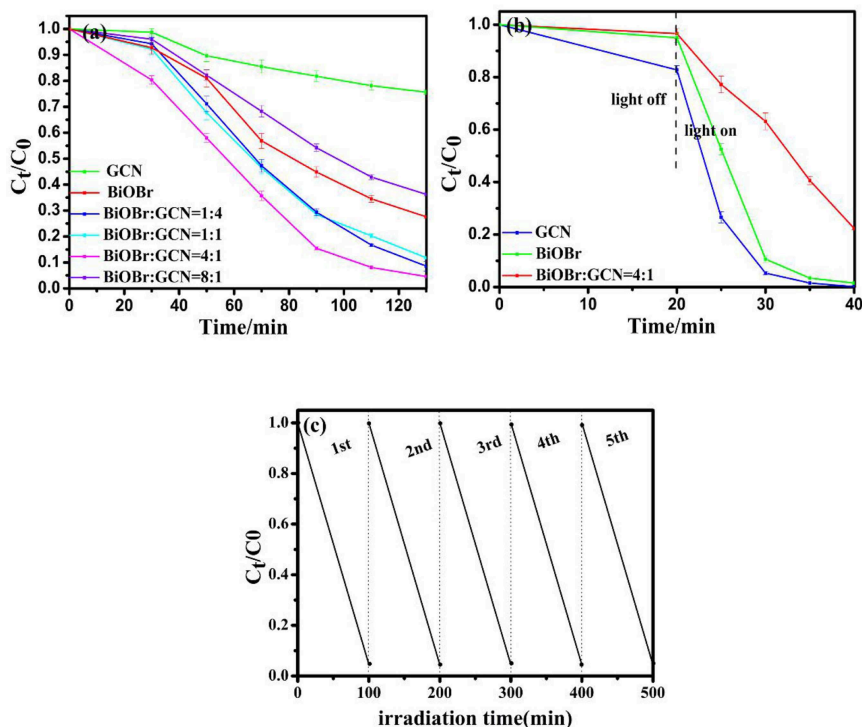 (a)
C_t/C_0
1.0
0.9
0.8
0.7
0.6
0.5
0.4
0.3
0.2
0.1
0.0
GCN
BiOBr
BiOBr:GCN=1:4
BiOBr:GCN=1:1
BiOBr:GCN=4:1
BiOBr:GCN=8:1
0 20 40 60 80 100 120
Time/min
(b)
C_t/C_0
1.0
0.8
0.6
0.4
0.2
0.0
light off
light on
GCN
BiOBr
BiOBr:GCN=4:1
0 10 20 30 40
Time/min
(c)
C_t/C0
1.0
0.8
0.6
0.4
0.2
0.0
1st 2nd 3rd 4th 5th
0 100 200 300 400 500
irradiation time(min)